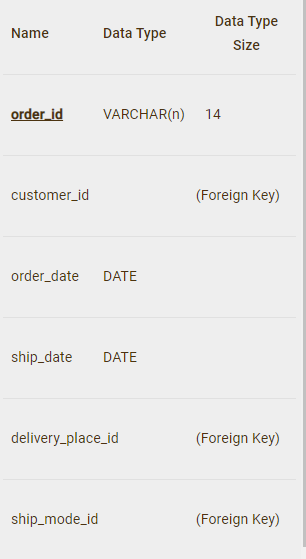 Name Data Type Data Type Size
order_id VARCHAR(n) 14
customer_id (Foreign Key)
order_date DATE
ship_date DATE
delivery_place_id (Foreign Key)
ship_mode_id (Foreign Key)